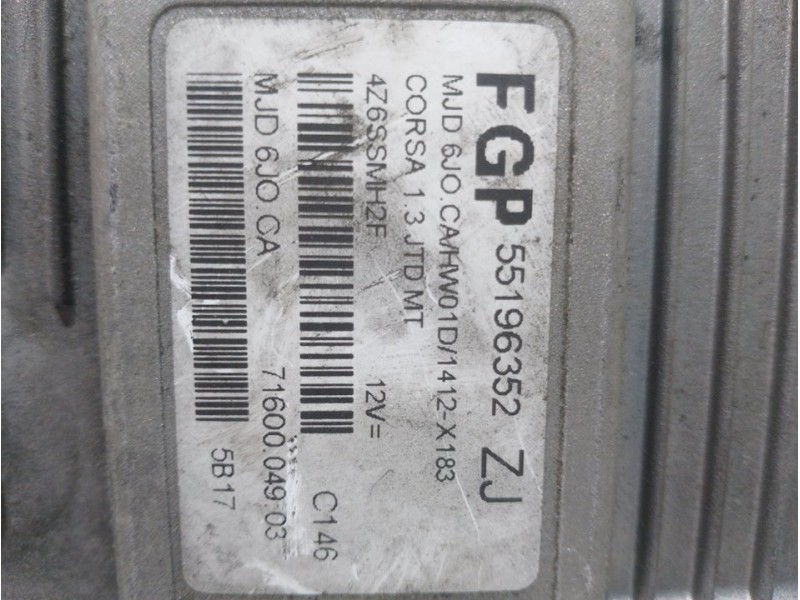 FGP 55196352 ZJ
MJD 6JO.CA/HW01D/1412-X183
CORSA 1.3 JTD MT
4Z6SSMH2F 12V= C146
MJD 6JO.CA 71600.049.03
5B17